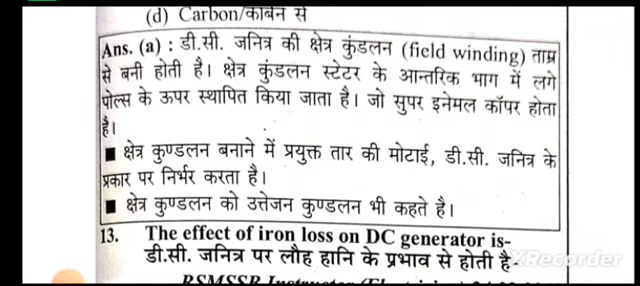 (d) Carbon/कार्बन से
Ans. (a) : डी.सी. जनित्र की क्षेत्र कुंडलन (field winding) ताम्र
से बनी होती है। क्षेत्र कुंडलन स्टेटर के आन्तरिक भाग में लगे
पोल्स के ऊपर स्थापित किया जाता है। जो सुपर इनेमल कॉपर होता
है।
■ क्षेत्र कुण्डलन बनाने में प्रयुक्त तार की मोटाई, डी.सी. जनित्र के
प्रकार पर निर्भर करता है।
■ क्षेत्र कुण्डलन को उत्तेजन कुण्डलन भी कहते है।
13. The effect of iron loss on DC generator is-
डी.सी. जनित्र पर लौह हानि के प्रभाव से होती है-
XRecorder
RSMSSB Instructor